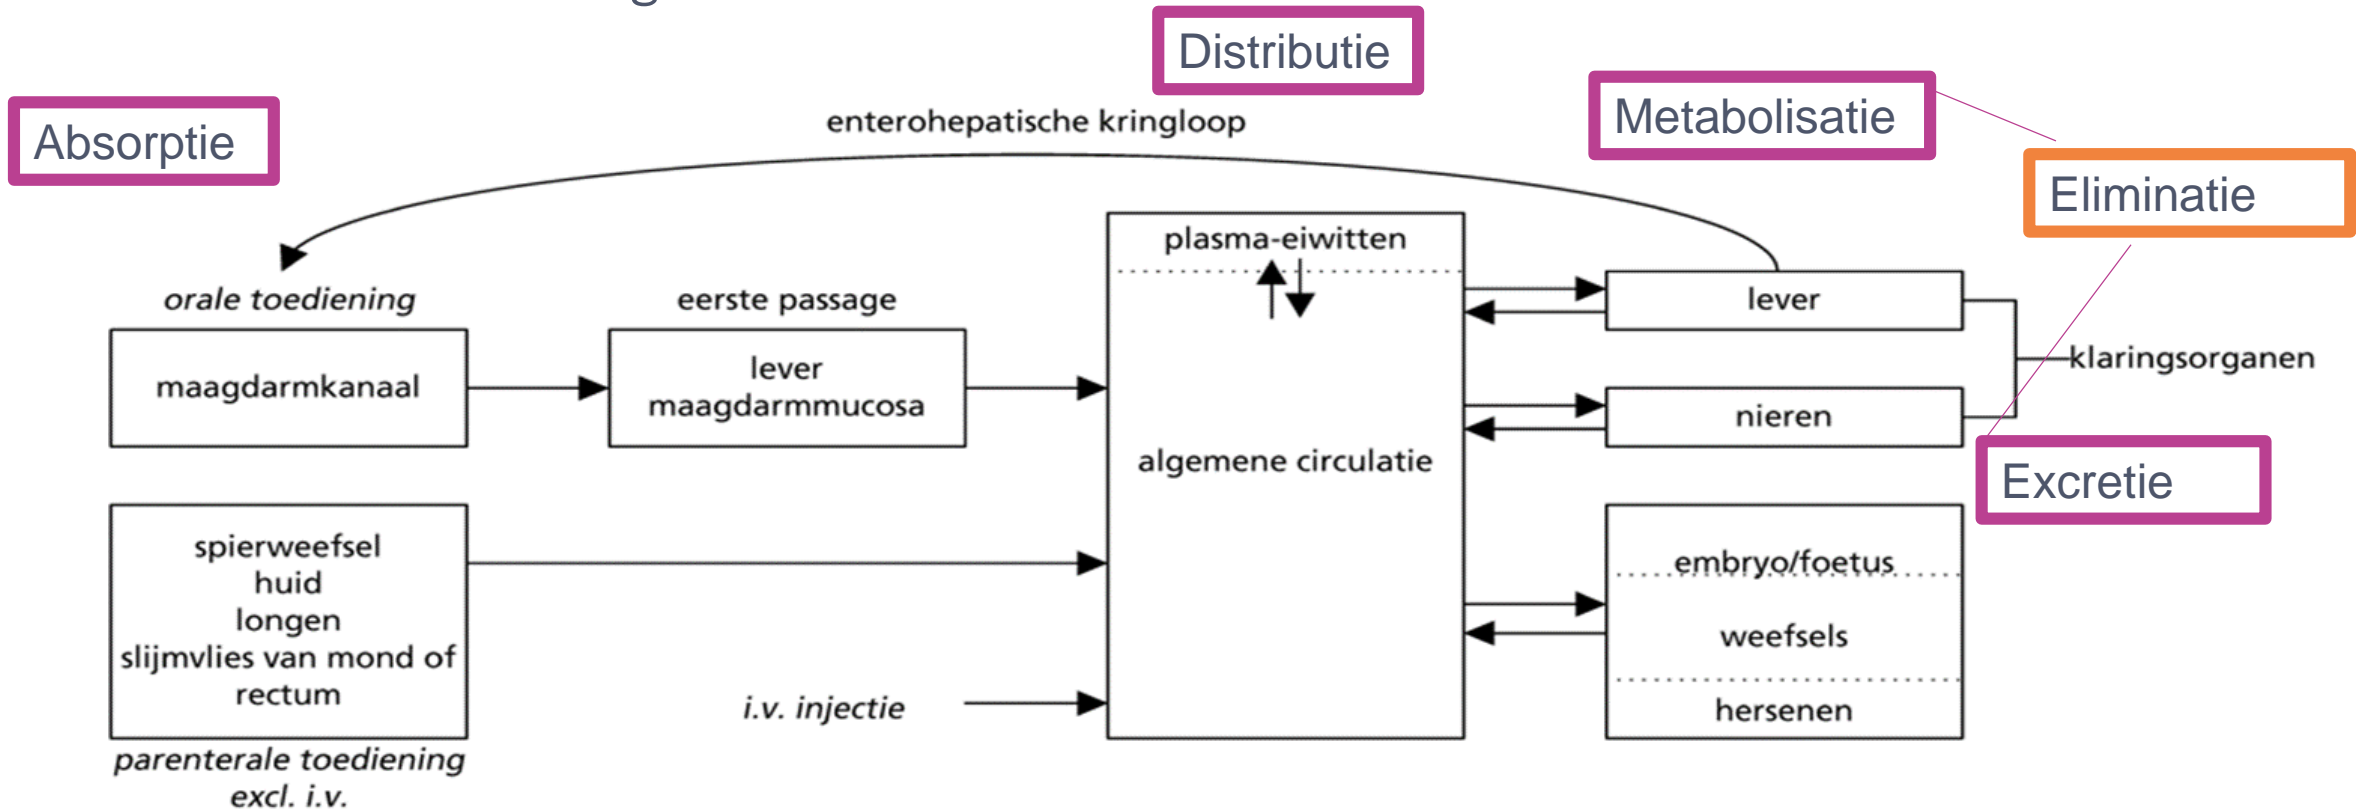 Distributie
Metabolisatie
Absorptie
enterohepatische kringloop
Eliminatie
plasma-eiwitten
orale toediening
eerste passage
lever
maagdarmkanaal
lever
maagdarmmucosa
klaringsorganen
nieren
algemene circulatie
Excretie
spierweefsel
huid
longen
slijmvlies van mond of
rectum
embryo/foetus
weefsels
hersenen
i.v. injectie
parenterale toediening
excl. i.v.